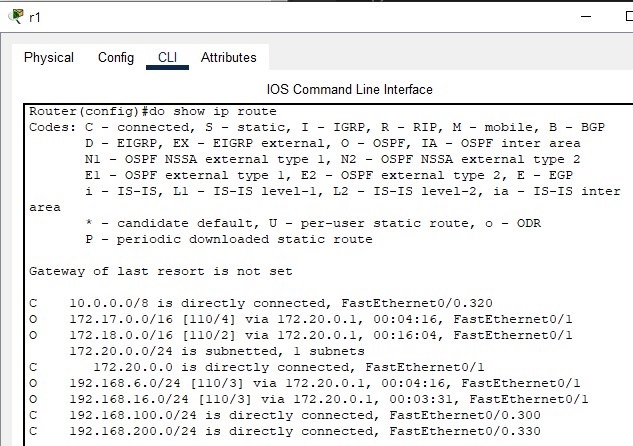 r1
Physical Config CLI Attributes
IOS Command Line Interface
Router(config)#do show ip route
Codes: C - connected, S - static, I - IGRP, R - RIP, M - mobile, B - BGP
D - EIGRP, EX - EIGRP external, O - OSPF, IA - OSPF inter area
N1 - OSPF NSSA external type 1, N2 - OSPF NSSA external type 2
E1 - OSPF external type 1, E2 - OSPF external type 2, E - EGP
i - IS-IS, L1 - IS-IS level-1, L2 - IS-IS level-2, ia - IS-IS inter
area
* - candidate default, U - per-user static route, o - ODR
P - periodic downloaded static route
Gateway of last resort is not set
C 10.0.0.0/8 is directly connected, FastEthernet0/0.320
O 172.17.0.0/16 [110/4] via 172.20.0.1, 00:04:16, FastEthernet0/1
O 172.18.0.0/16 [110/2] via 172.20.0.1, 00:16:04, FastEthernet0/1
172.20.0.0/24 is subnetted, 1 subnets
C 172.20.0.0 is directly connected, FastEthernet0/1
O 192.168.6.0/24 [110/3] via 172.20.0.1, 00:04:16, FastEthernet0/1
O 192.168.16.0/24 [110/3] via 172.20.0.1, 00:03:31, FastEthernet0/1
C 192.168.100.0/24 is directly connected, FastEthernet0/0.300
C 192.168.200.0/24 is directly connected, FastEthernet0/0.330